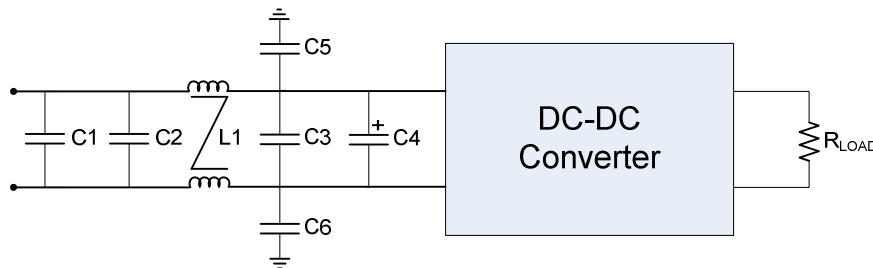 C5
C1
C2
L1
C3
+
C4
C6
DC-DC
Converter
RLOAD